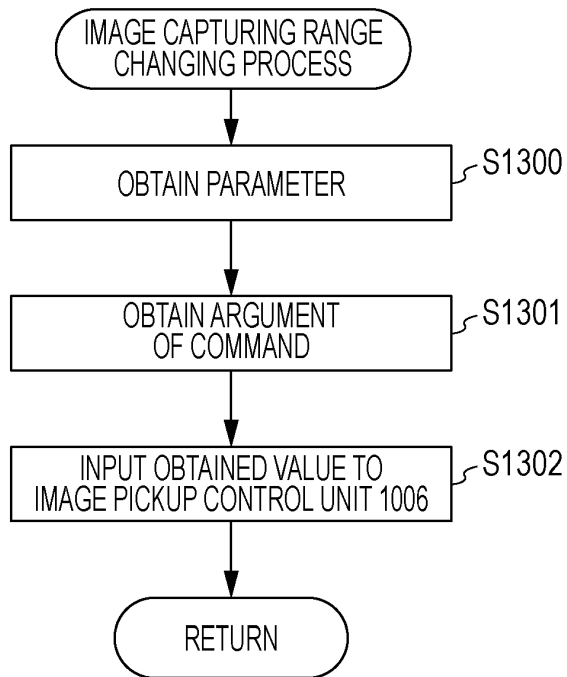 IMAGE CAPTURING RANGE
CHANGING PROCESS
OBTAIN PARAMETER
S1300
OBTAIN ARGUMENT
OF COMMAND
S1301
INPUT OBTAINED VALUE TO
IMAGE PICKUP CONTROL UNIT 1006
S1302
RETURN